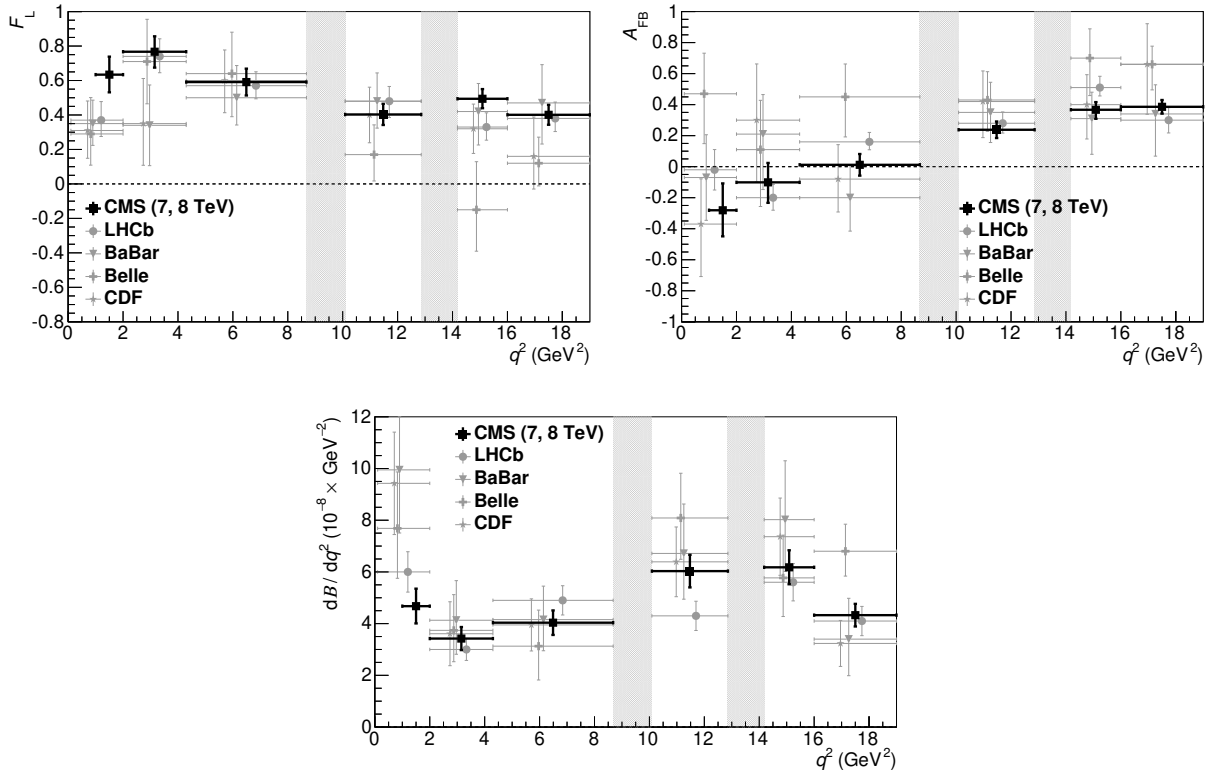 F_L
1
0.8
0.6
0.4
0.2
0
-0.2
0.4
0.6
-0.8
CMS (7, 8 TeV)
LHCb
BaBar
Belle
CDF
0 2 4 6 8 10 12 14 16 18
q² (GeV²)
A_FB
1
0.8
0.6
0.4
0.2
0
-0.2
-0.4
-0.6
-0.8
-1
CMS (7, 8 TeV)
LHCb
BaBar
Belle
CDF
0 2 4 6 8 10 12 14 16 18
q² (GeV²)
dB / dq² (10⁻⁸ × GeV⁻²)
12
10
8
6
4
2
0
CMS (7, 8 TeV)
LHCb
BaBar
Belle
CDF
0 2 4 6 8 10 12 14 16 18
q² (GeV²)